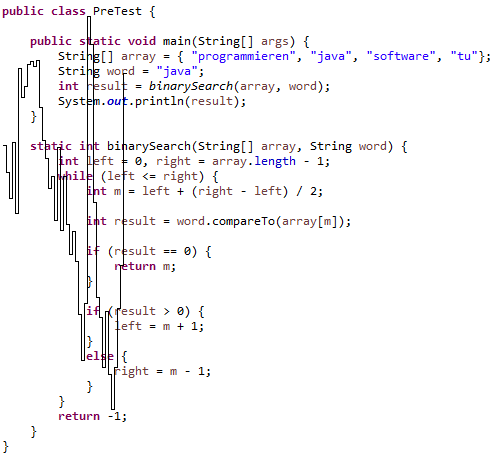 public class PreTest {
public static void main(String[] args) {
String[] array = { "programmieren", "java", "software", "tu"};
String word = "java";
int result = binarySearch(array, word);
System.out.println(result);
}
static int binarySearch(String[] array, String word) {
int left = 0, right = array.length - 1;
while (left <= right) {
int m = left + (right - left) / 2;
int result = word.compareTo(array[m]);
if (result == 0) {
return m;
}
if (result > 0) {
left = m + 1;
}
else {
right = m - 1;
}
}
return -1;
}
}